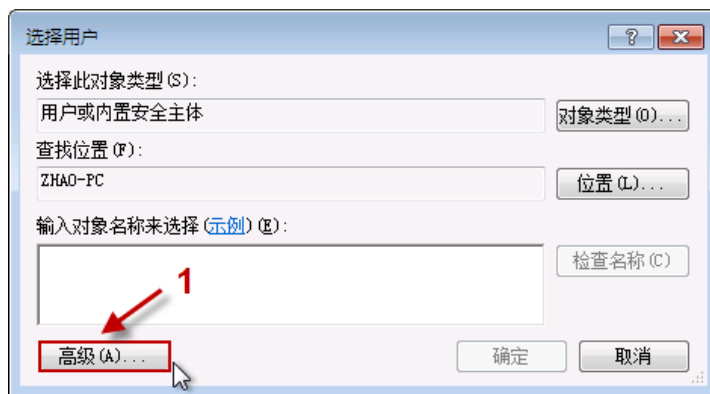 选择用户
选择此对象类型(S):
用户或内置安全主体
对象类型(O)...
查找位置(F):
ZHAO-PC
位置(L)...
输入对象名称来选择(示例)(E):
检查名称(C)
1
高级(A)...
确定
取消